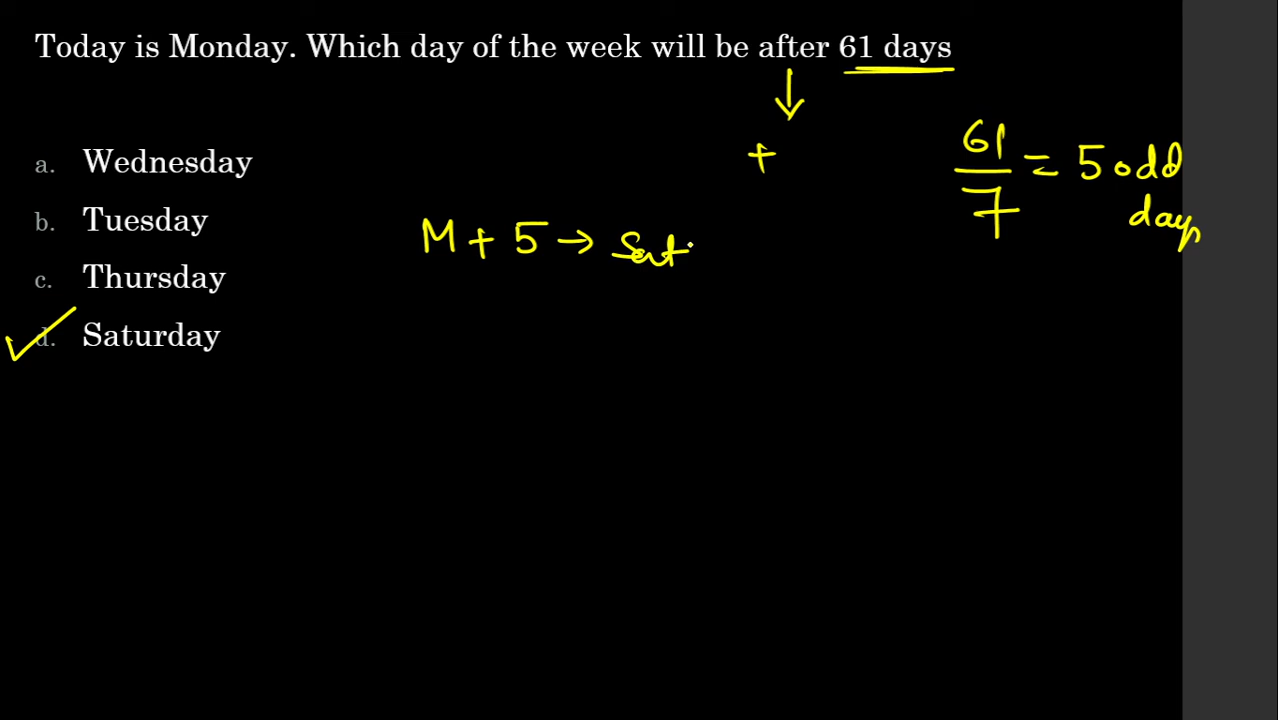 Today is Monday. Which day of the week will be after 61 days
a. Wednesday
b. Tuesday
c. Thursday
d. Saturday
+
M + 5 → Sat.
61/7 = 5 odd
days